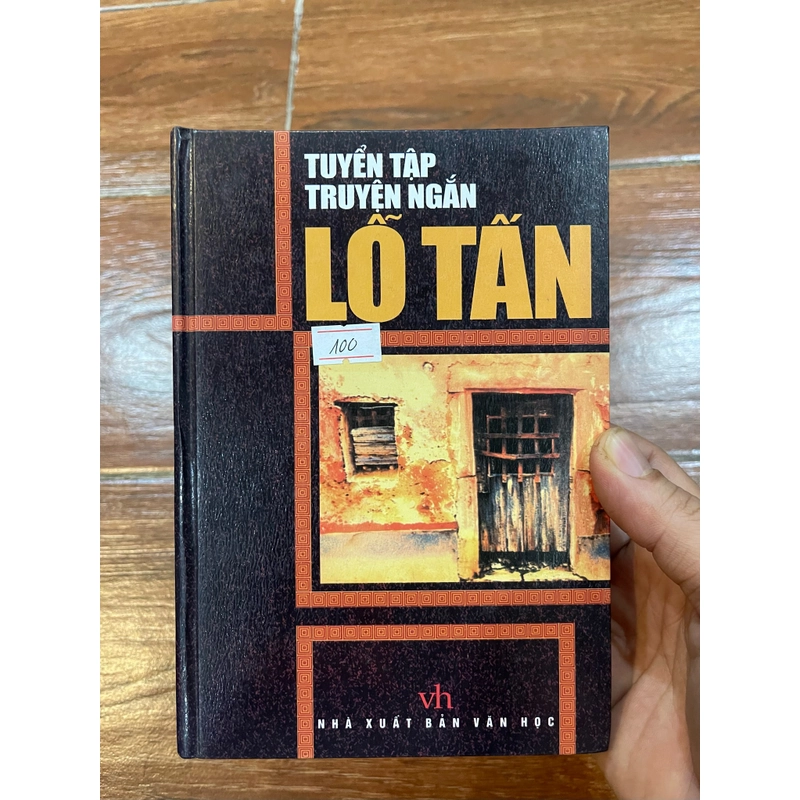 TUYỂN TẬP
TRUYỆN NGẮN
LỖ TẤN
100
vh
NHÀ XUẤT BẢN VĂN HỌC